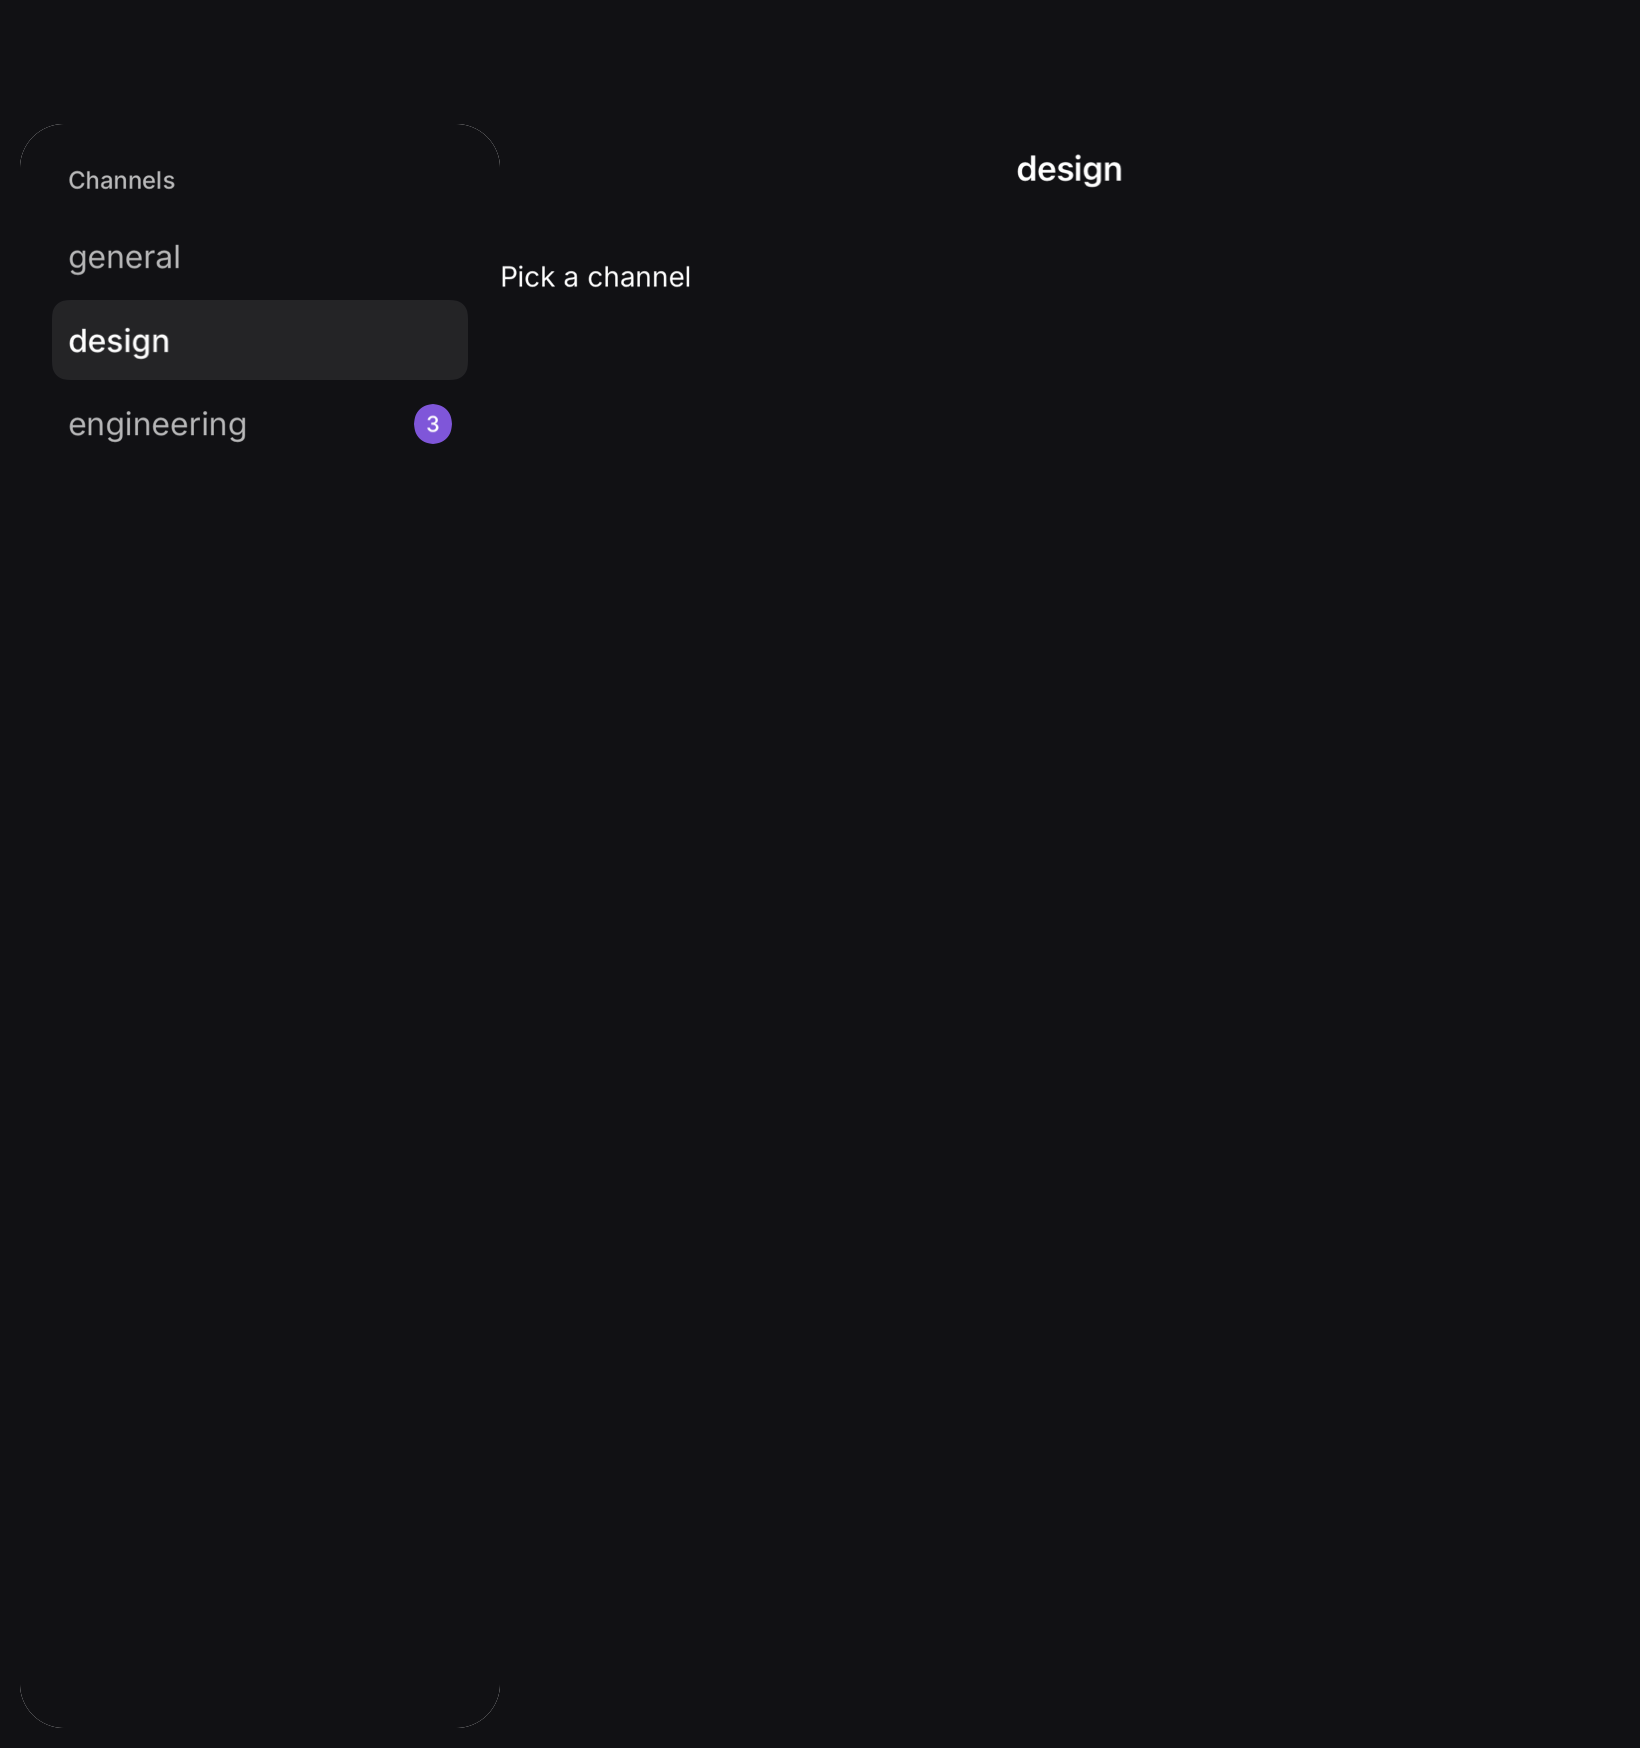 Channels
general
design
engineering 3
design
Pick a channel